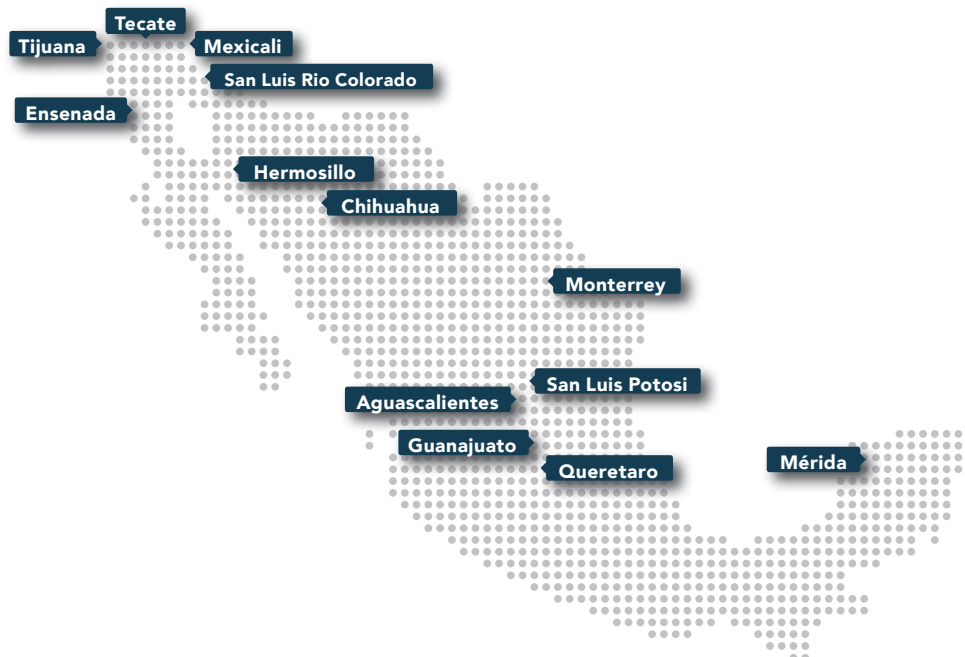 Tecate
Tijuana
Mexicali
San Luis Rio Colorado
Ensenada
Hermosillo
Chihuahua
Monterrey
San Luis Potosi
Aguascalientes
Guanajuato
Queretaro
Mérida